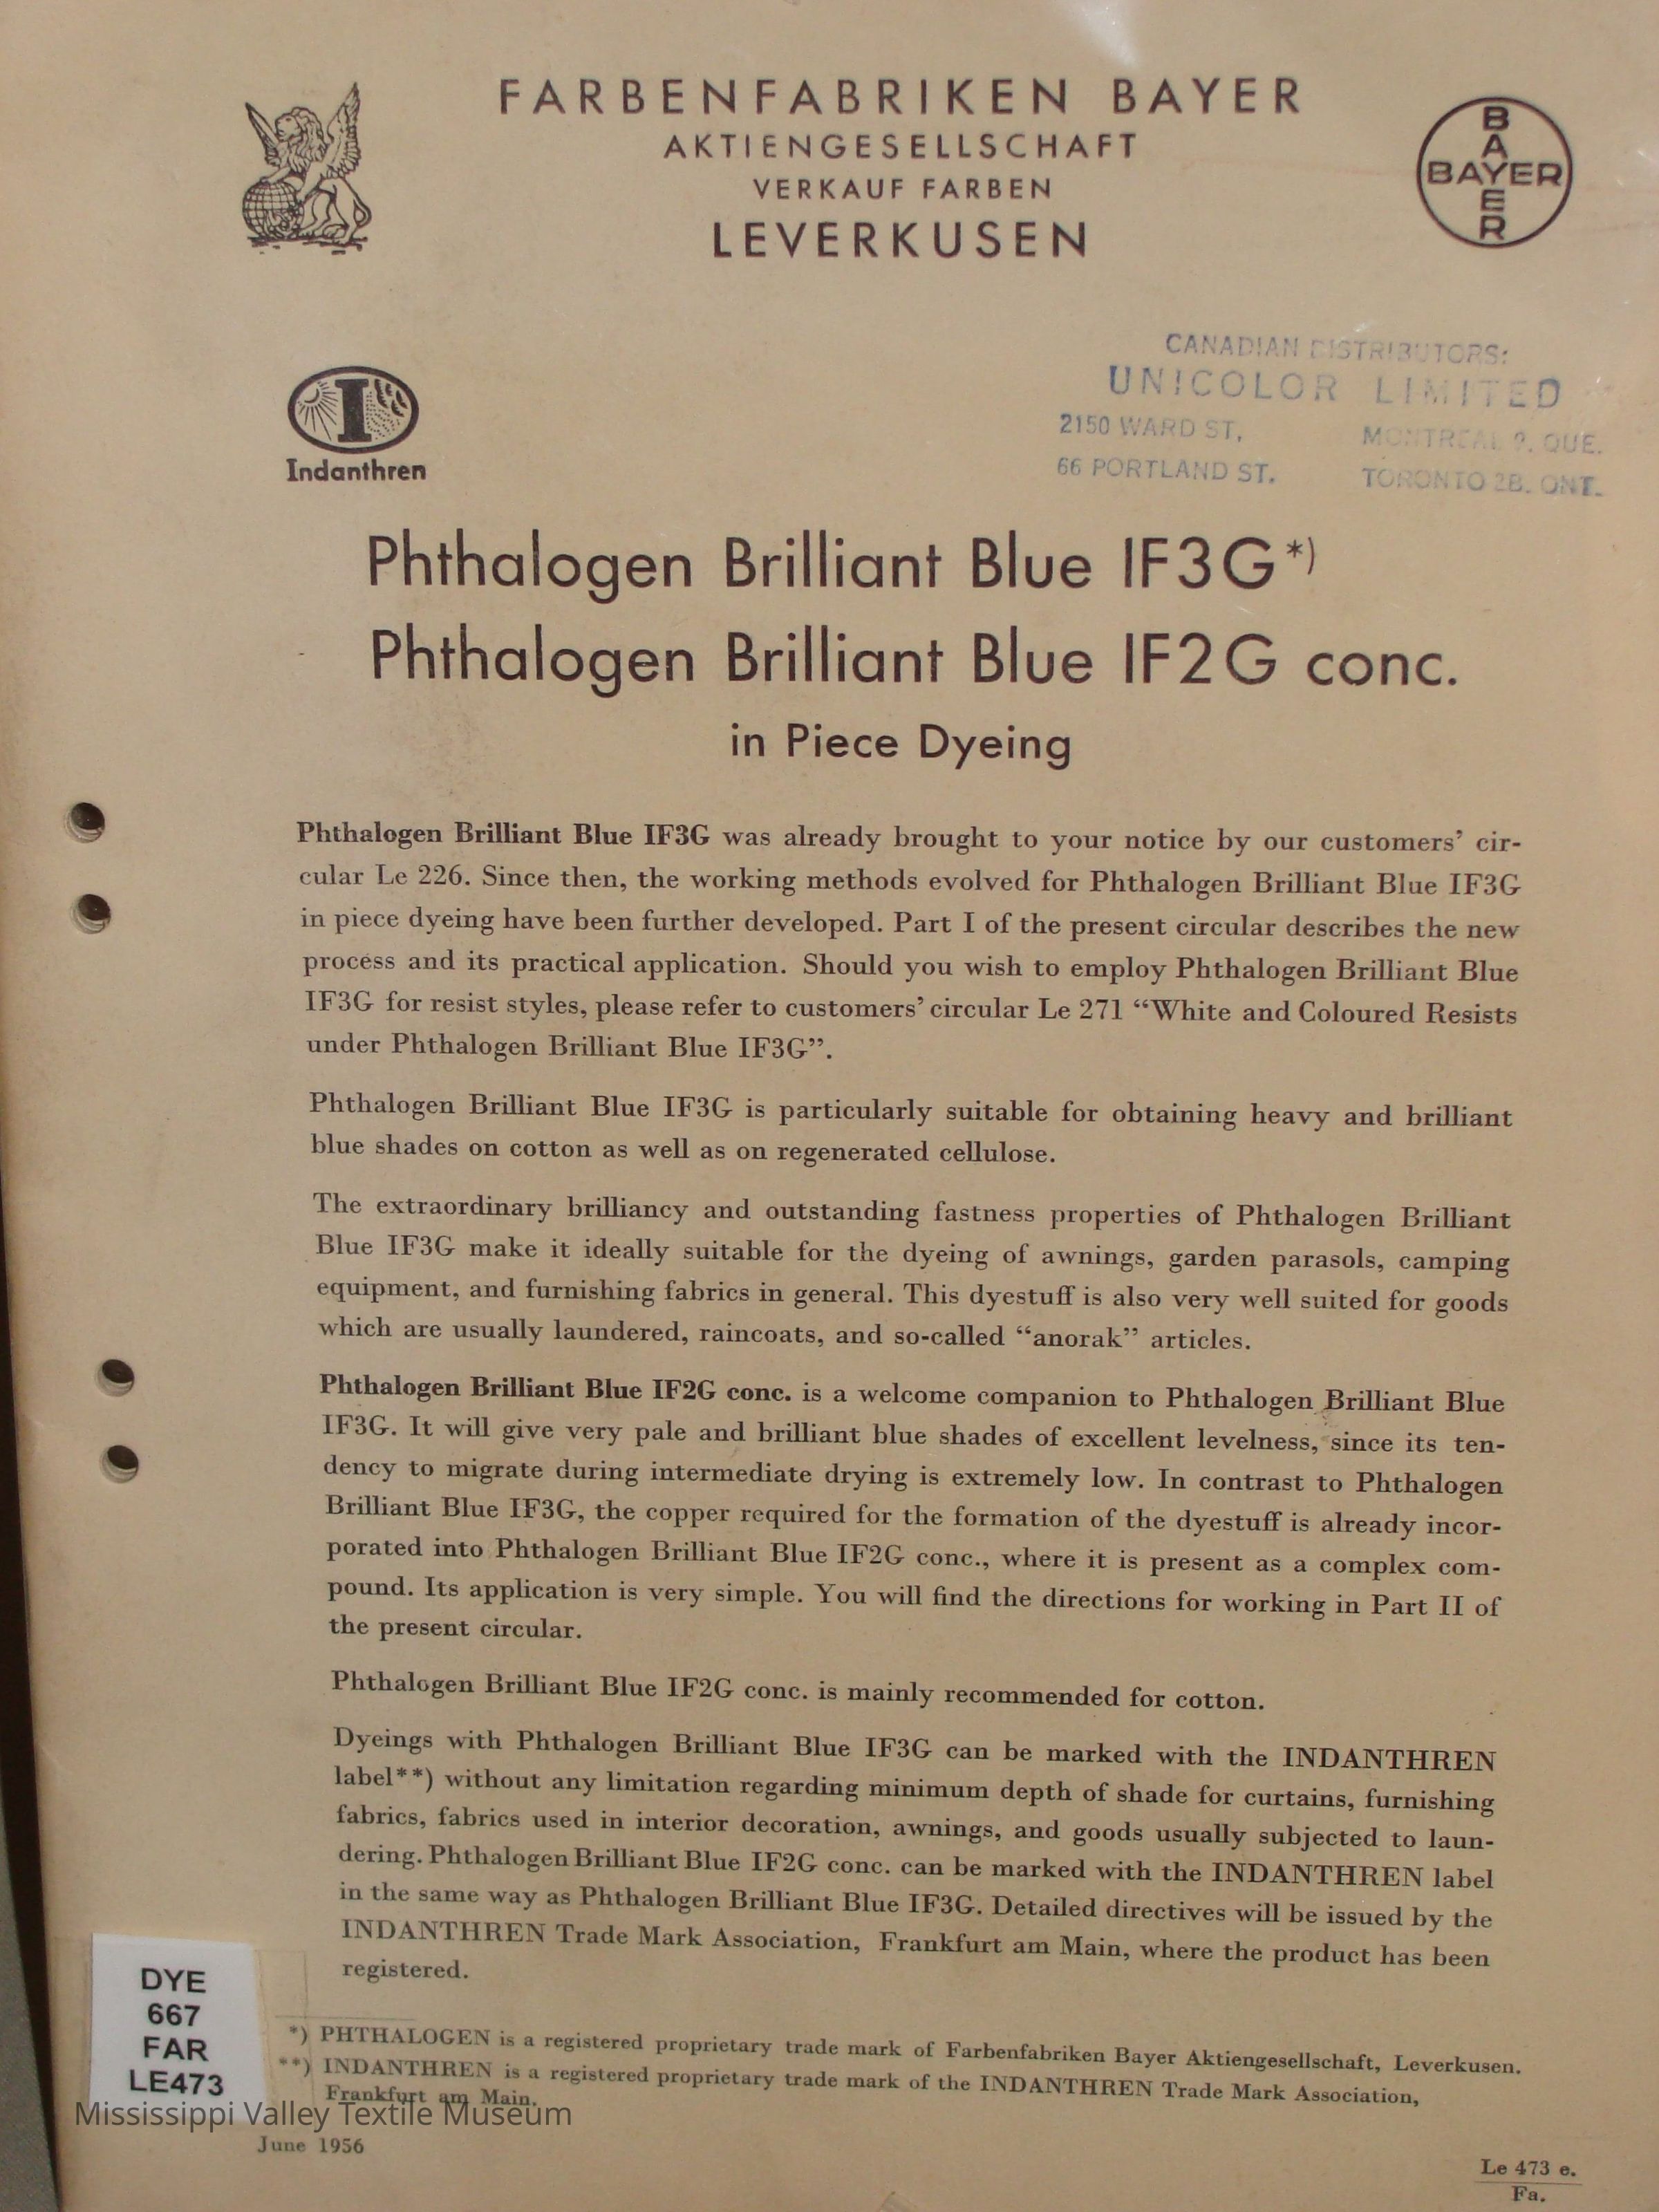 FARBENFABRIKEN BAYER
AKTIENGESELLSCHAFT
VERKAUF FARBEN
LEVERKUSEN
BAYER
BAYER
Indanthren
CANADIAN DISTRIBUTORS:
UNICOLOR LIMITED
2150 WARD ST, MONTREAL 9. QUE.
66 PORTLAND ST. TORONTO 2B. ONT.
Phthalogen Brilliant Blue IF3G*)
Phthalogen Brilliant Blue IF2G conc.
in Piece Dyeing
Phthalogen Brilliant Blue IF3G was already brought to your notice by our customers’ cir-
cular Le 226. Since then, the working methods evolved for Phthalogen Brilliant Blue IF3G
in piece dyeing have been further developed. Part I of the present circular describes the new
process and its practical application. Should you wish to employ Phthalogen Brilliant Blue
IF3G for resist styles, please refer to customers’ circular Le 271 “White and Coloured Resists
under Phthalogen Brilliant Blue IF3G”.
Phthalogen Brilliant Blue IF3G is particularly suitable for obtaining heavy and brilliant
blue shades on cotton as well as on regenerated cellulose.
The extraordinary brilliancy and outstanding fastness properties of Phthalogen Brilliant
Blue IF3G make it ideally suitable for the dyeing of awnings, garden parasols, camping
equipment, and furnishing fabrics in general. This dyestuff is also very well suited for goods
which are usually laundered, raincoats, and so-called “anorak” articles.
Phthalogen Brilliant Blue IF2G conc. is a welcome companion to Phthalogen Brilliant Blue
IF3G. It will give very pale and brilliant blue shades of excellent levelness, since its ten-
dency to migrate during intermediate drying is extremely low. In contrast to Phthalogen
Brilliant Blue IF3G, the copper required for the formation of the dyestuff is already incor-
porated into Phthalogen Brilliant Blue IF2G conc., where it is present as a complex com-
pound. Its application is very simple. You will find the directions for working in Part II of
the present circular.
Phthalogen Brilliant Blue IF2G conc. is mainly recommended for cotton.
Dyeings with Phthalogen Brilliant Blue IF3G can be marked with the INDANTHREN
label**) without any limitation regarding minimum depth of shade for curtains, furnishing
fabrics, fabrics used in interior decoration, awnings, and goods usually subjected to laun-
dering. Phthalogen Brilliant Blue IF2G conc. can be marked with the INDANTHREN label
in the same way as Phthalogen Brilliant Blue IF3G. Detailed directives will be issued by the
INDANTHREN Trade Mark Association, Frankfurt am Main, where the product has been
registered.
DYE
667
FAR
LE473
*) PHTHALOGEN is a registered proprietary trade mark of Farbenfabriken Bayer Aktiengesellschaft, Leverkusen.
**) INDANTHREN is a registered proprietary trade mark of the INDANTHREN Trade Mark Association,
Frankfurt am Main.
Mississippi Valley Textile Museum
June 1956
Le 473 e.
Fa.